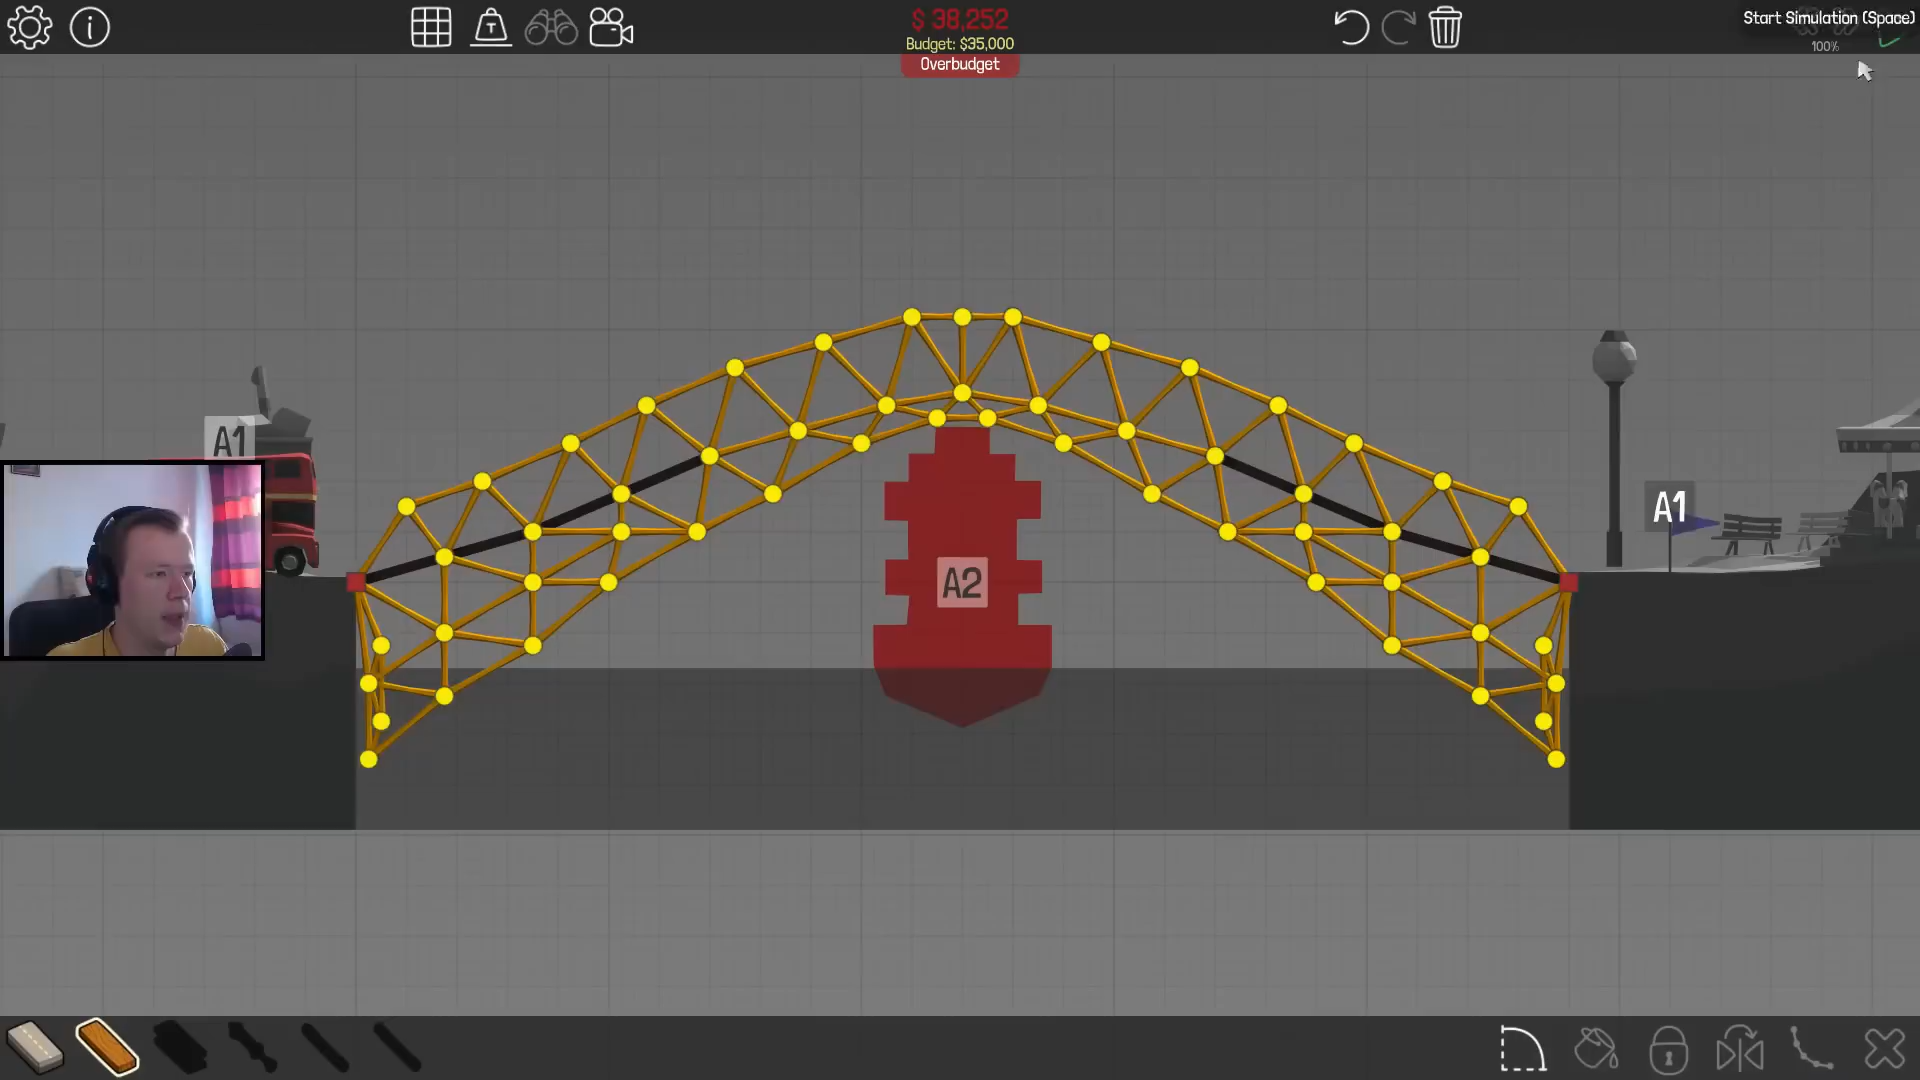 $ 38,252
Budget: $35,000
Overbudget
Start Simulation (Space)
100%
A1
A1
A2